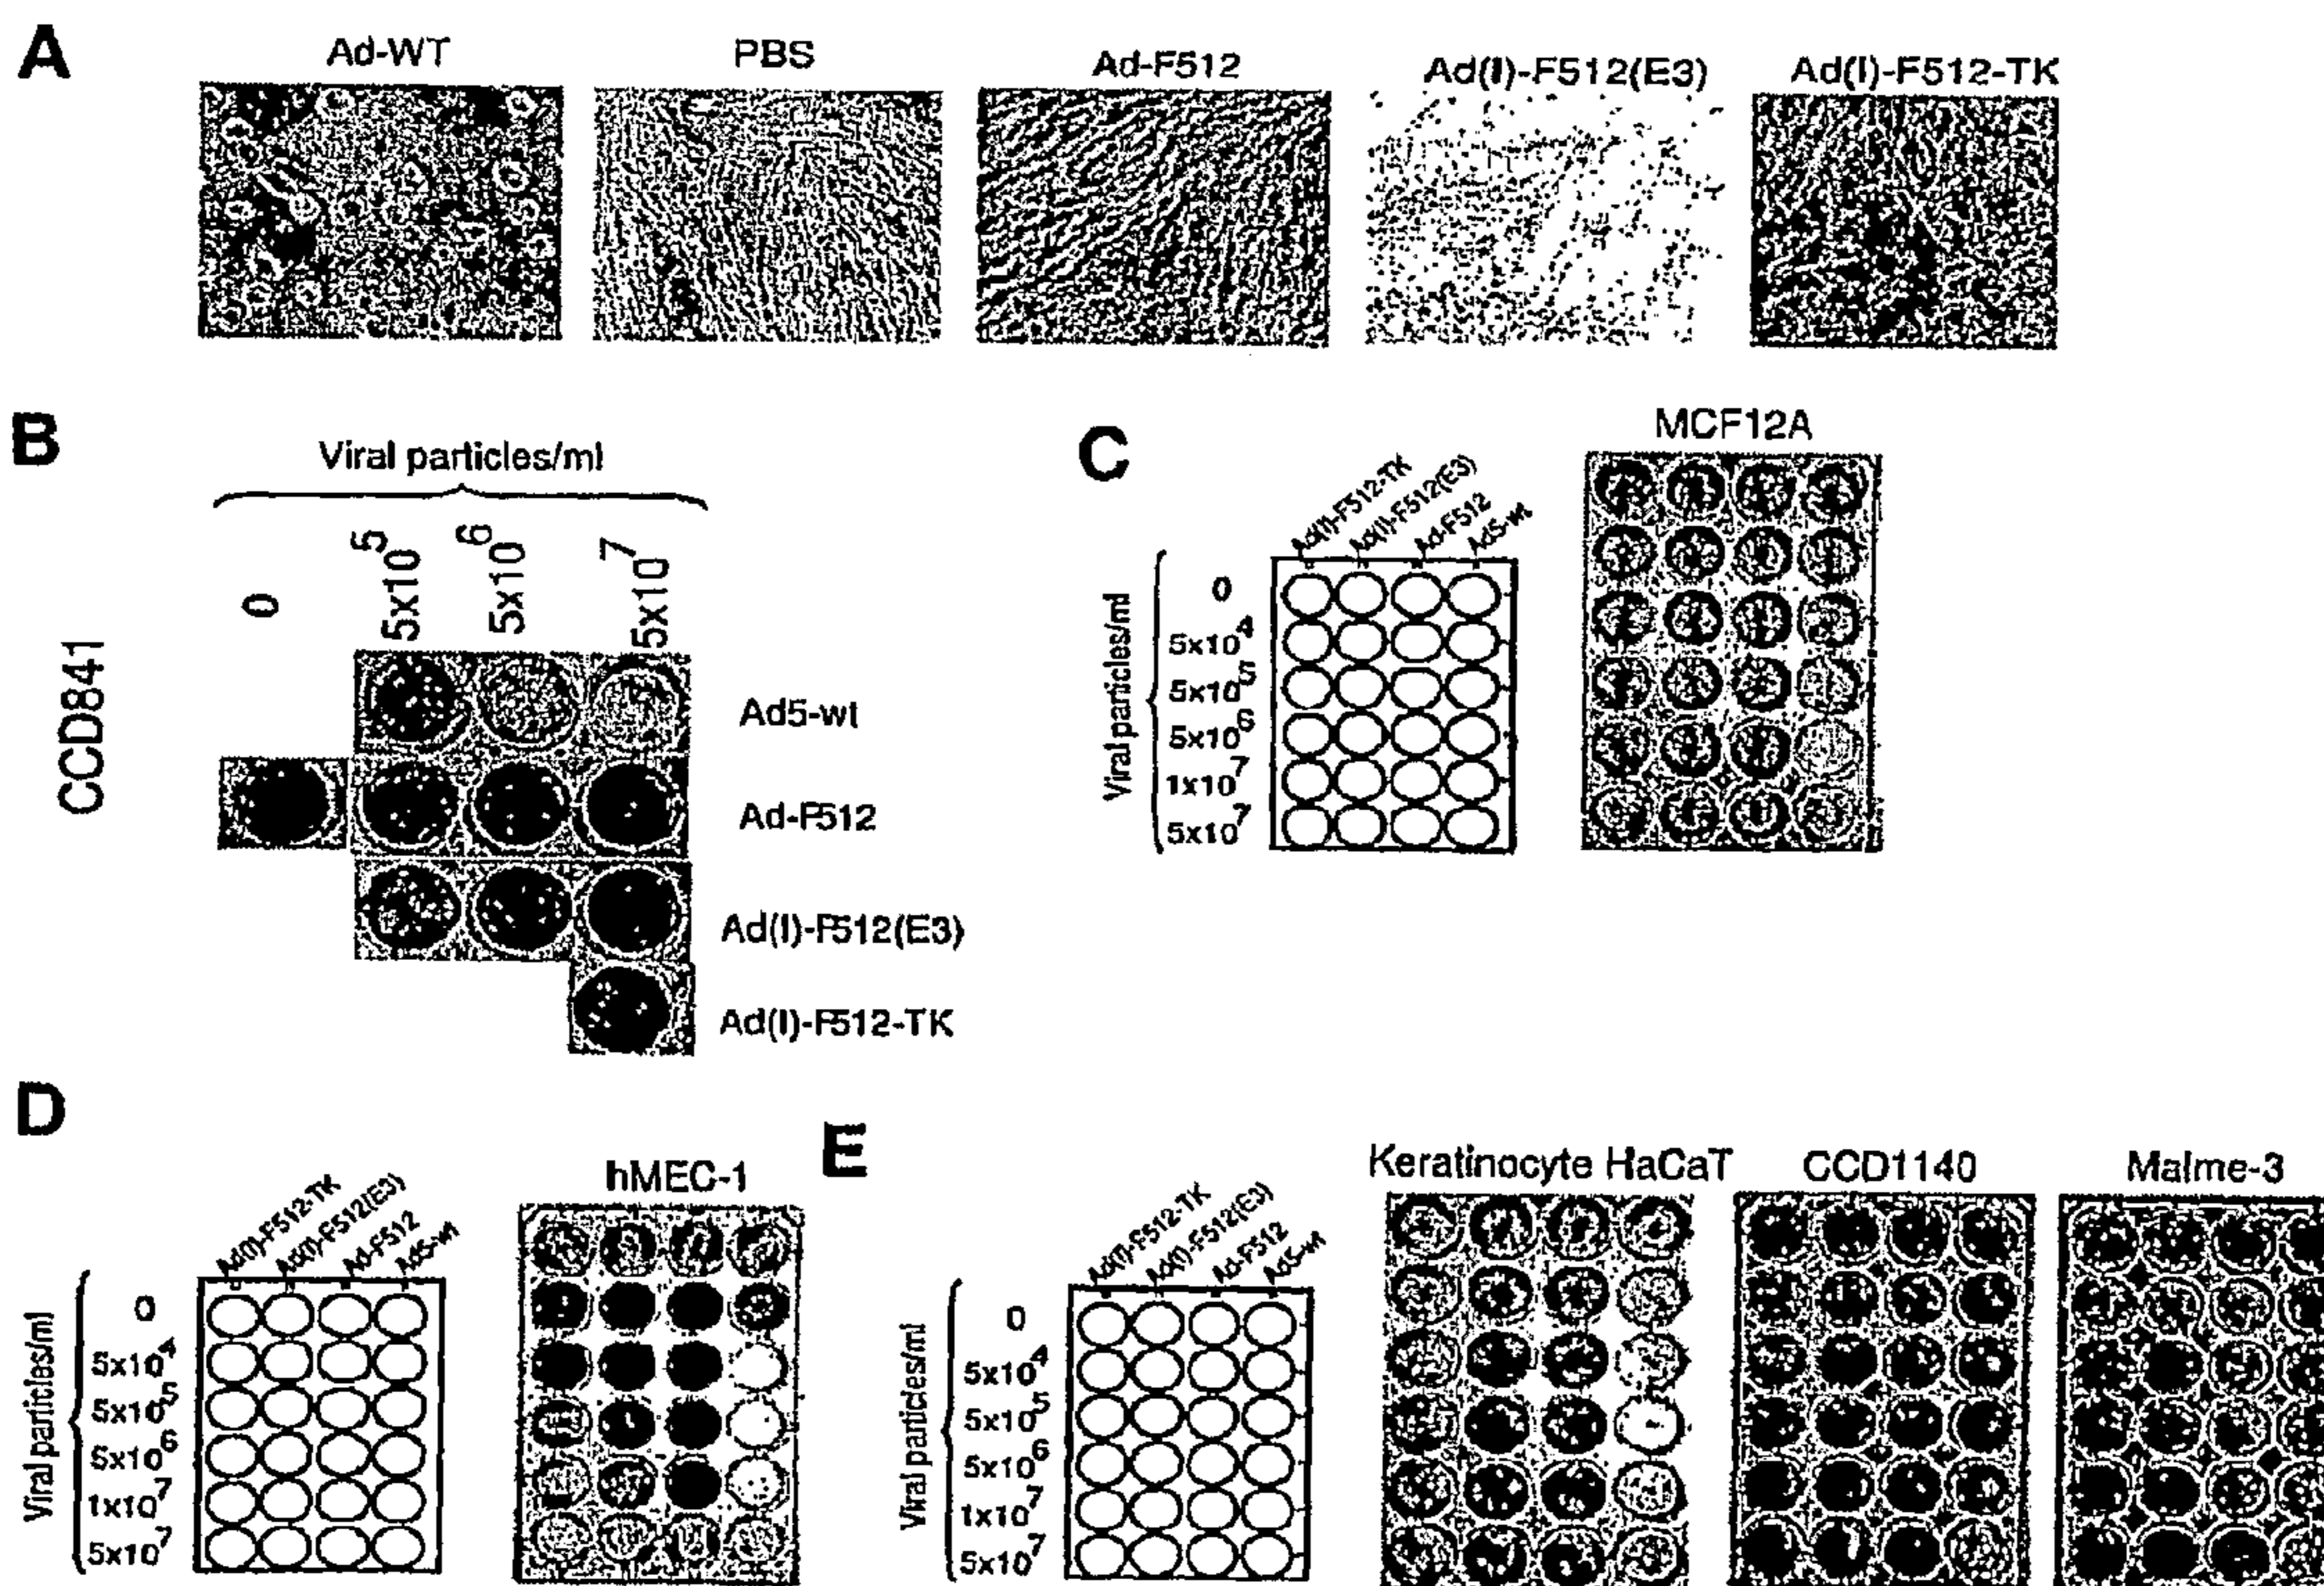 A
Ad-WT
PBS
Ad-F512
Ad(I)-F512(E3)
Ad(I)-F512-TK
B
Viral particles/ml
0
5x10^5
5x10^6
5x10^7
CCD841
Ad5-wt
Ad-F512
Ad(I)-F512(E3)
Ad(I)-F512-TK
C
MCF12A
Ad(I)-F512-TK
Ad(I)-F512(E3)
Ad-F512
Ad5-wt
Viral particles/ml
0
5x10^4
5x10^5
5x10^6
1x10^7
5x10^7
D
hMEC-1
Ad(I)-F512-TK
Ad(I)-F512(E3)
Ad-F512
Ad5-wt
Viral particles/ml
0
5x10^4
5x10^5
5x10^6
1x10^7
5x10^7
E
Keratinocyte HaCaT
CCD1140
Malme-3
Ad(I)-F512-TK
Ad(I)-F512(E3)
Ad-F512
Ad5-wt
Viral particles/ml
0
5x10^4
5x10^5
5x10^6
1x10^7
5x10^7